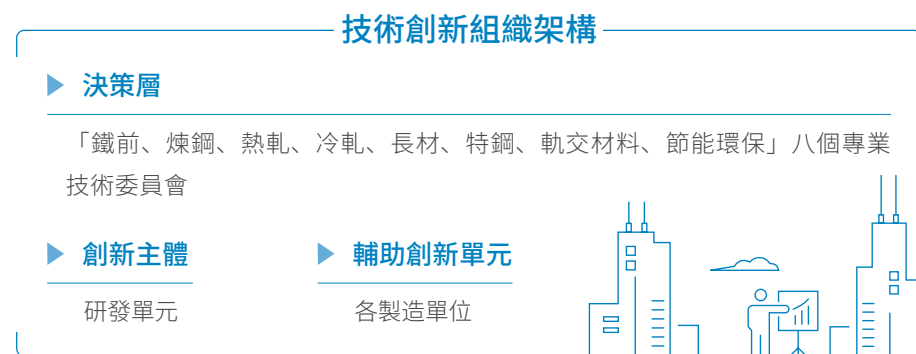 技術創新組織架構
決策層
「鐵前、煉鋼、熱軋、冷軋、長材、特鋼、軌交材料、節能環保」八個專業
技術委員會
創新主體
輔助創新單元
研發單元
各製造單位